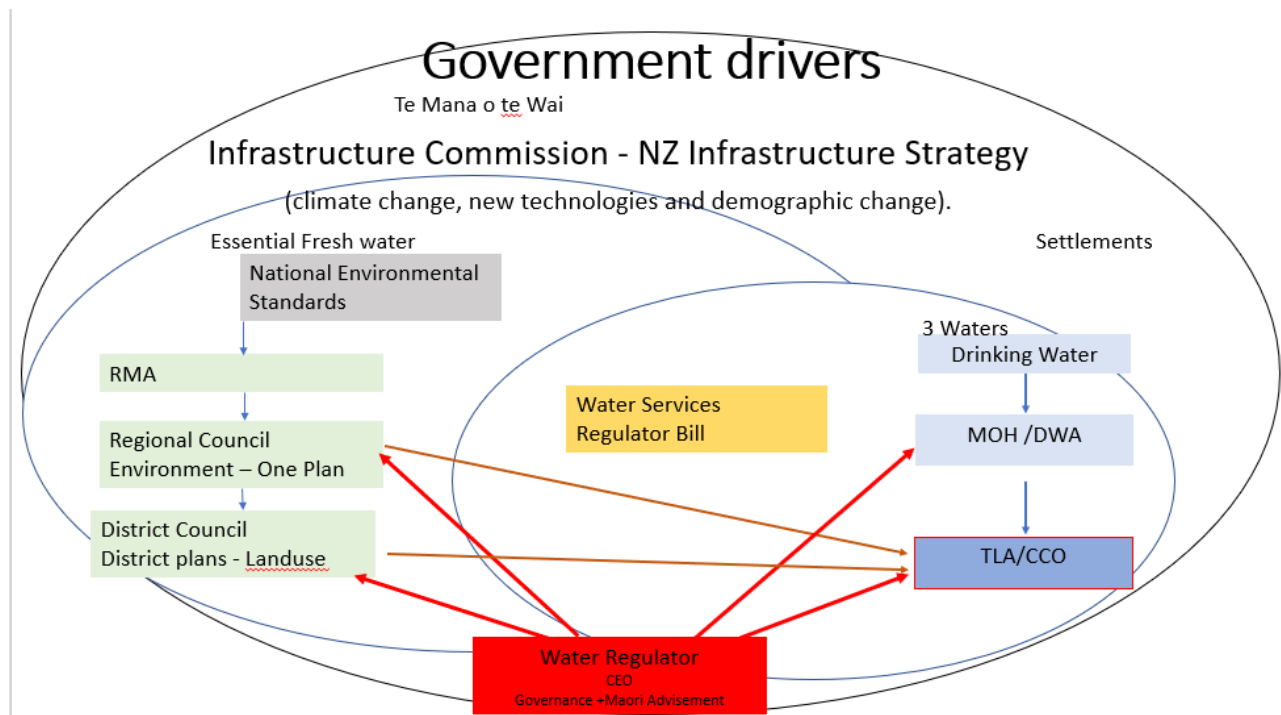 Government drivers
Te Mana o te Wai
Infrastructure Commission - NZ Infrastructure Strategy
(climate change, new technologies and demographic change).
Essential Fresh water
Settlements
National Environmental
Standards
RMA
Regional Council
Environment – One Plan
District Council
District plans - Landuse
Water Services
Regulator Bill
3 Waters
Drinking Water
MOH /DWA
TLA/CCO
Water Regulator
CEO
Governance +Maori Advisement